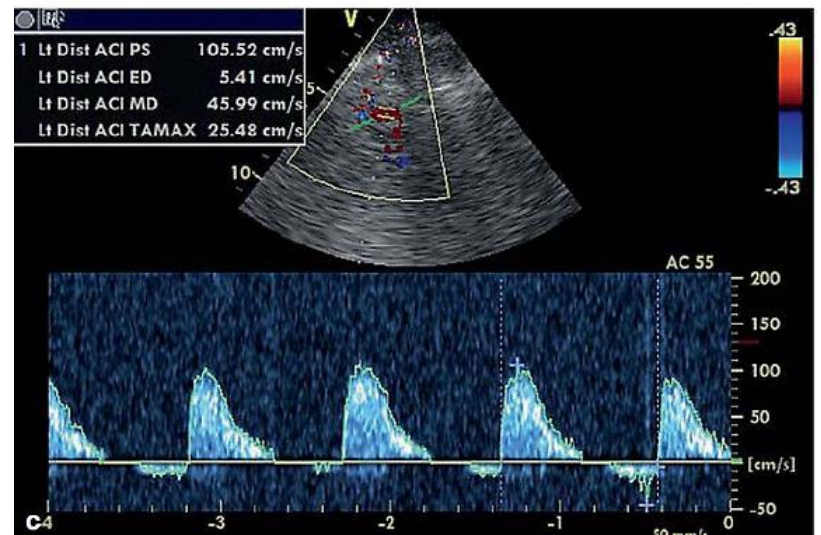 V
1 Lt Dist ACI PS 105.52 cm/s
Lt Dist ACI ED 5.41 cm/s
Lt Dist ACI MD 45.99 cm/s
Lt Dist ACI TAMAX 25.48 cm/s
.43
5
10
-.43
AC 55
200
150
100
50
[cm/s]
-50
C
-4 -3 -2 -1 0